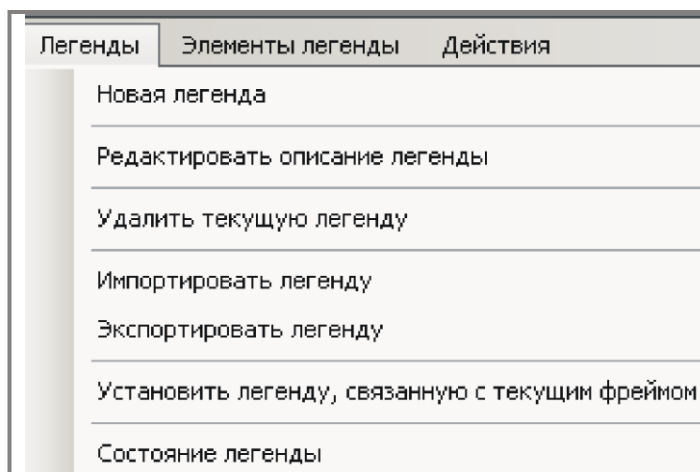 Легенды Элементы легенды Действия
Новая легенда
Редактировать описание легенды
Удалить текущую легенду
Импортировать легенду
Экспортировать легенду
Установить легенду, связанную с текущим фреймом
Состояние легенды